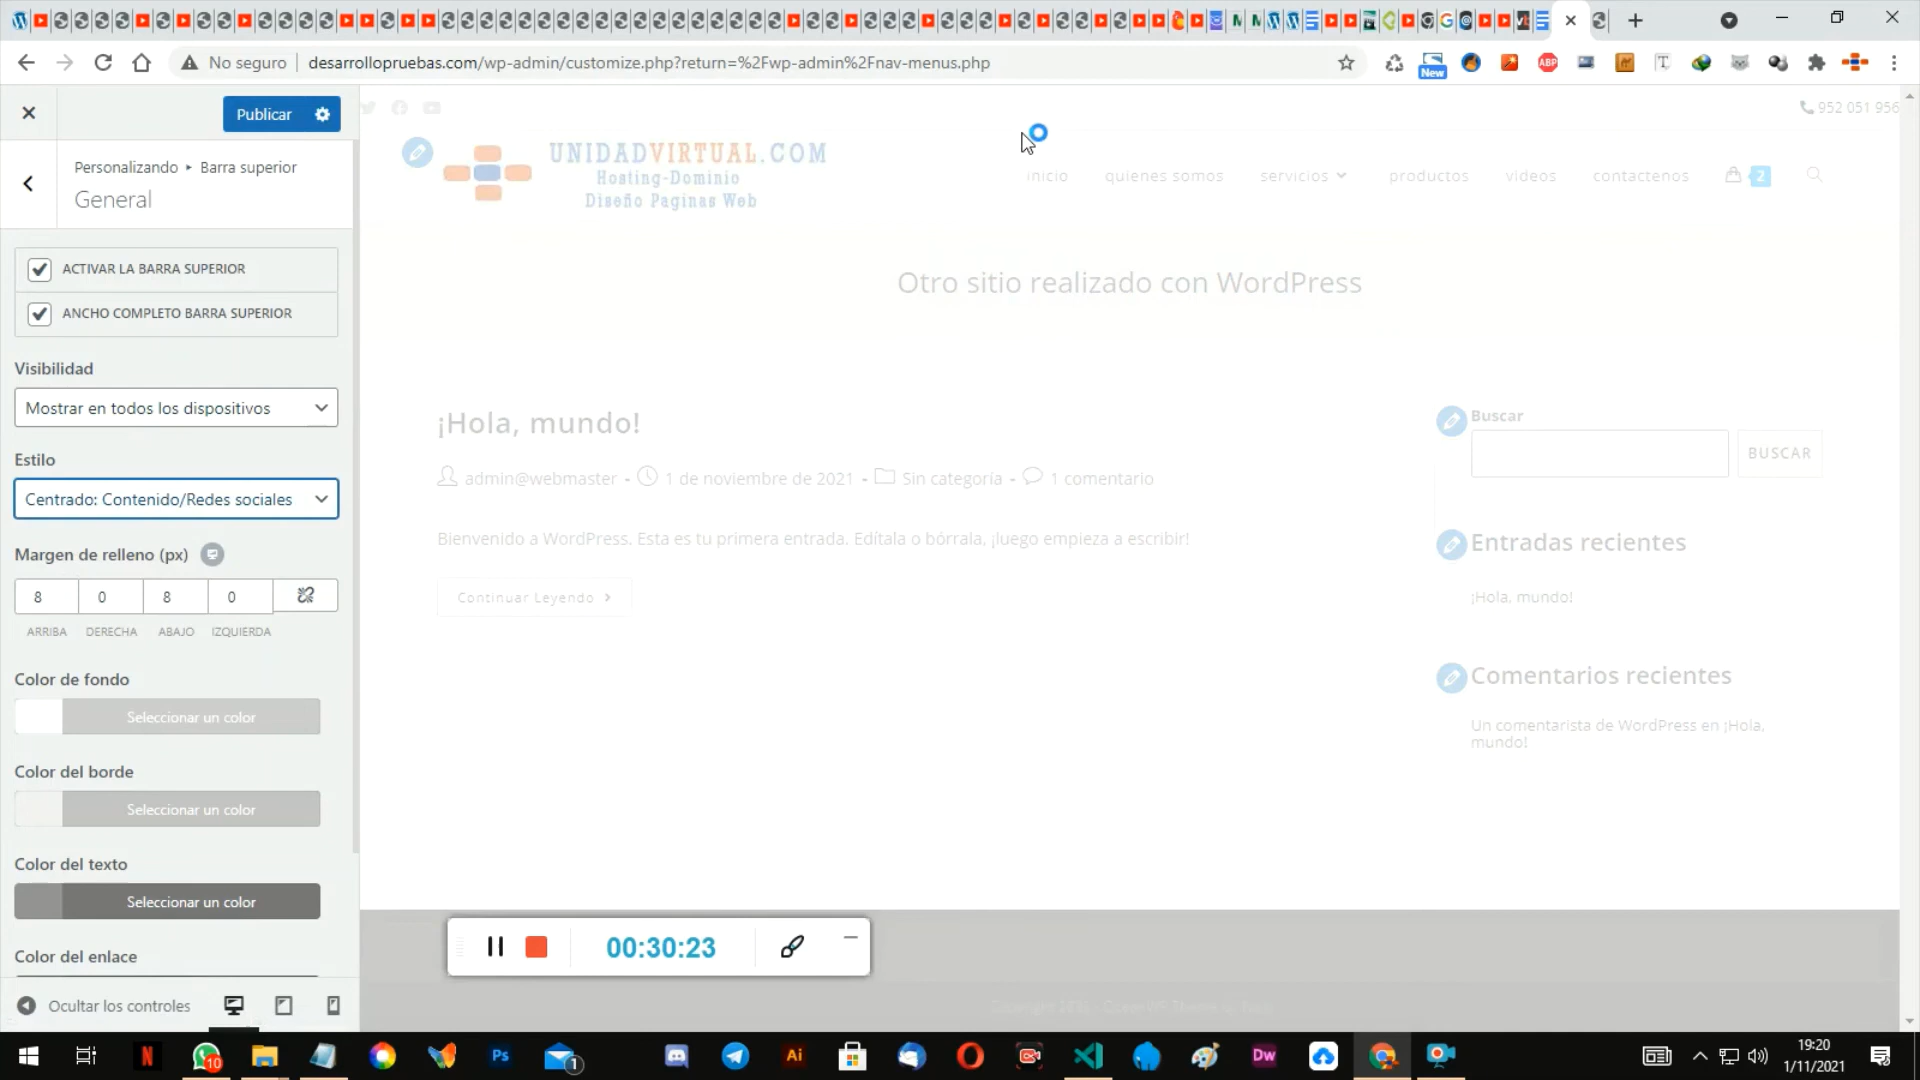 No seguro
desarrollopruebas.com/wp-admin/customize.php?return=%2Fwp-admin%2Fnav-menus.php
ABP
New
Publicar
Personalizando ▸ Barra superior
General
ACTIVAR LA BARRA SUPERIOR
ANCHO COMPLETO BARRA SUPERIOR
Visibilidad
Mostrar en todos los dispositivos
Estilo
Centrado: Contenido/Redes sociales
Margen de relleno (px)
8 0 8 0
ARRIBA DERECHA ABAJO IZQUIERDA
Color de fondo
Seleccionar un color
Color del borde
Seleccionar un color
Color del texto
Seleccionar un color
Color del enlace
Ocultar los controles
952 051 956
UNIDADVIRTUAL.COM
Hosting-Dominio
Diseño Paginas Web
inicio quienes somos servicios productos videos contactenos 2
Otro sitio realizado con WordPress
¡Hola, mundo!
admin@webmaster - 1 de noviembre de 2021 - Sin categoría - 1 comentario
Bienvenido a WordPress. Esta es tu primera entrada. Edítala o bórrala, ¡luego empieza a escribir!
Continuar Leyendo
Buscar
BUSCAR
Entradas recientes
¡Hola, mundo!
Comentarios recientes
Un comentarista de WordPress en ¡Hola,
mundo!
00:30:23
N
10
Ps
1
Ai
Dw
19:20
1/11/2021